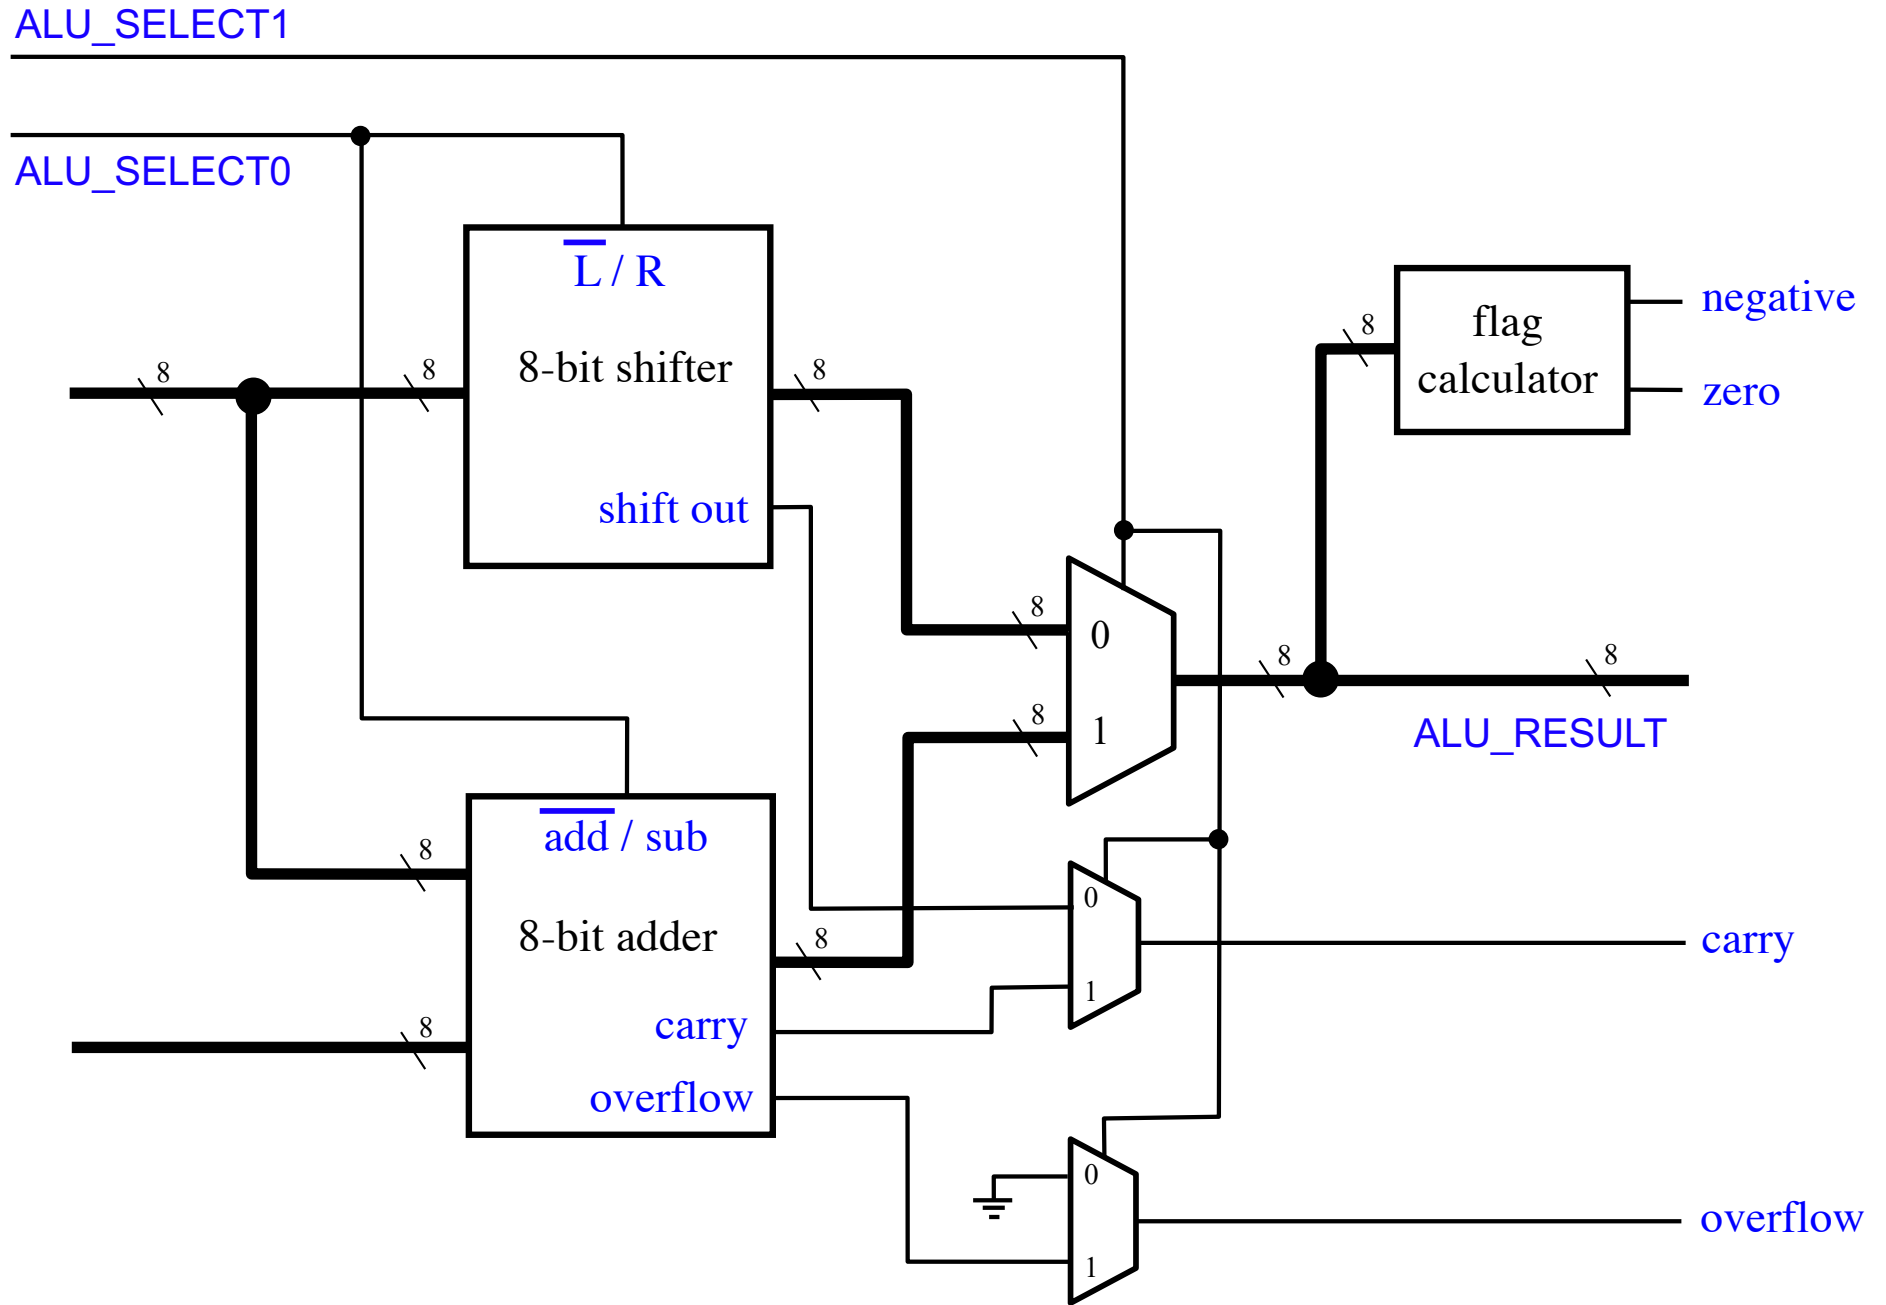 ALU_SELECT1
ALU_SELECT0
L / R
8-bit shifter
shift out
8
8
8
flag
calculator
8
negative
zero
8
0
8
1
8
8
ALU_RESULT
add / sub
8-bit adder
carry
overflow
8
8
8
0
1
carry
0
1
overflow